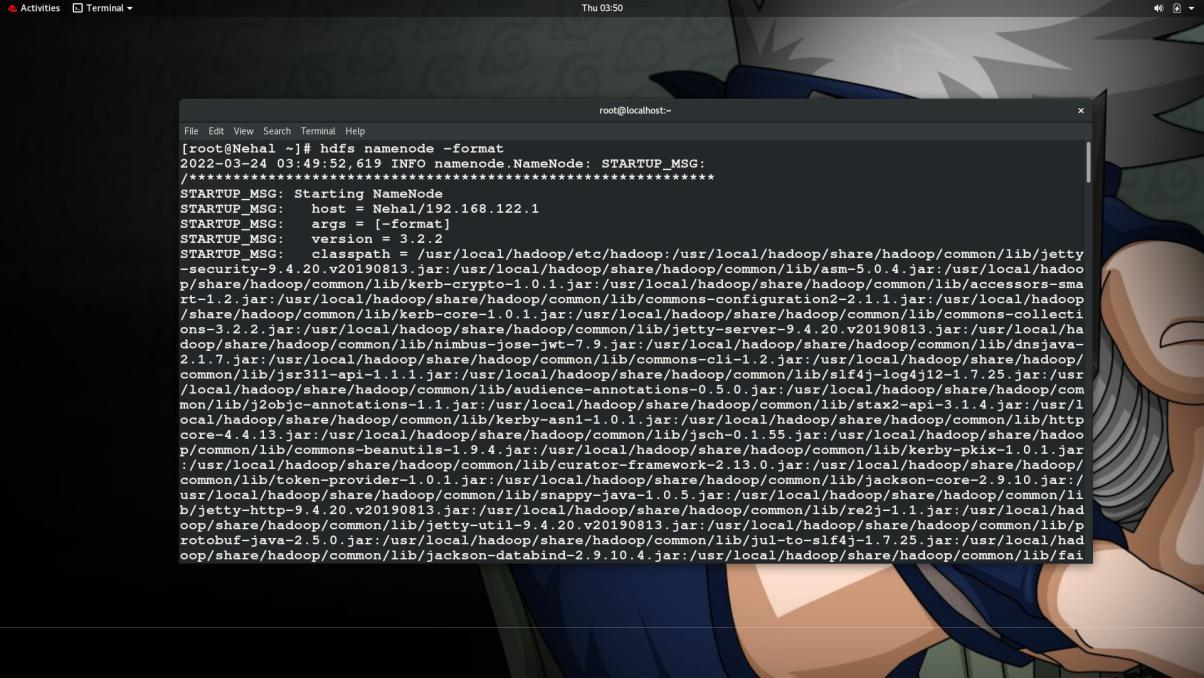 Activities Terminal Thu 03:50
root@localhost:~ ×
File Edit View Search Terminal Help
[root@Nehal ~]# hdfs namenode -format
2022-03-24 03:49:52,619 INFO namenode.NameNode: STARTUP_MSG:
/************************************************************
STARTUP_MSG: Starting NameNode
STARTUP_MSG:   host = Nehal/192.168.122.1
STARTUP_MSG:   args = [-format]
STARTUP_MSG:   version = 3.2.2
STARTUP_MSG:   classpath = /usr/local/hadoop/etc/hadoop:/usr/local/hadoop/share/hadoop/common/lib/jetty
-security-9.4.20.v20190813.jar:/usr/local/hadoop/share/hadoop/common/lib/asm-5.0.4.jar:/usr/local/hadoo
p/share/hadoop/common/lib/kerb-crypto-1.0.1.jar:/usr/local/hadoop/share/hadoop/common/lib/accessors-sma
rt-1.2.jar:/usr/local/hadoop/share/hadoop/common/lib/commons-configuration2-2.1.1.jar:/usr/local/hadoop
/share/hadoop/common/lib/kerb-core-1.0.1.jar:/usr/local/hadoop/share/hadoop/common/lib/commons-collecti
ons-3.2.2.jar:/usr/local/hadoop/share/hadoop/common/lib/jetty-server-9.4.20.v20190813.jar:/usr/local/ha
doop/share/hadoop/common/lib/nimbus-jose-jwt-7.9.jar:/usr/local/hadoop/share/hadoop/common/lib/dnsjava-
2.1.7.jar:/usr/local/hadoop/share/hadoop/common/lib/commons-cli-1.2.jar:/usr/local/hadoop/share/hadoop/
common/lib/jsr311-api-1.1.1.jar:/usr/local/hadoop/share/hadoop/common/lib/slf4j-log4j12-1.7.25.jar:/usr
/local/hadoop/share/hadoop/common/lib/audience-annotations-0.5.0.jar:/usr/local/hadoop/share/hadoop/com
mon/lib/j2objc-annotations-1.1.jar:/usr/local/hadoop/share/hadoop/common/lib/stax2-api-3.1.4.jar:/usr/l
ocal/hadoop/share/hadoop/common/lib/kerby-asn1-1.0.1.jar:/usr/local/hadoop/share/hadoop/common/lib/http
core-4.4.13.jar:/usr/local/hadoop/share/hadoop/common/lib/jsch-0.1.55.jar:/usr/local/hadoop/share/hadoo
p/common/lib/commons-beanutils-1.9.4.jar:/usr/local/hadoop/share/hadoop/common/lib/kerby-pkix-1.0.1.jar
:/usr/local/hadoop/share/hadoop/common/lib/curator-framework-2.13.0.jar:/usr/local/hadoop/share/hadoop/
common/lib/token-provider-1.0.1.jar:/usr/local/hadoop/share/hadoop/common/lib/jackson-core-2.9.10.jar:/
usr/local/hadoop/share/hadoop/common/lib/snappy-java-1.0.5.jar:/usr/local/hadoop/share/hadoop/common/li
b/jetty-http-9.4.20.v20190813.jar:/usr/local/hadoop/share/hadoop/common/lib/re2j-1.1.jar:/usr/local/had
oop/share/hadoop/common/lib/jetty-util-9.4.20.v20190813.jar:/usr/local/hadoop/share/hadoop/common/lib/p
rotobuf-java-2.5.0.jar:/usr/local/hadoop/share/hadoop/common/lib/jul-to-slf4j-1.7.25.jar:/usr/local/had
oop/share/hadoop/common/lib/jackson-databind-2.9.10.4.jar:/usr/local/hadoop/share/hadoop/common/lib/fai